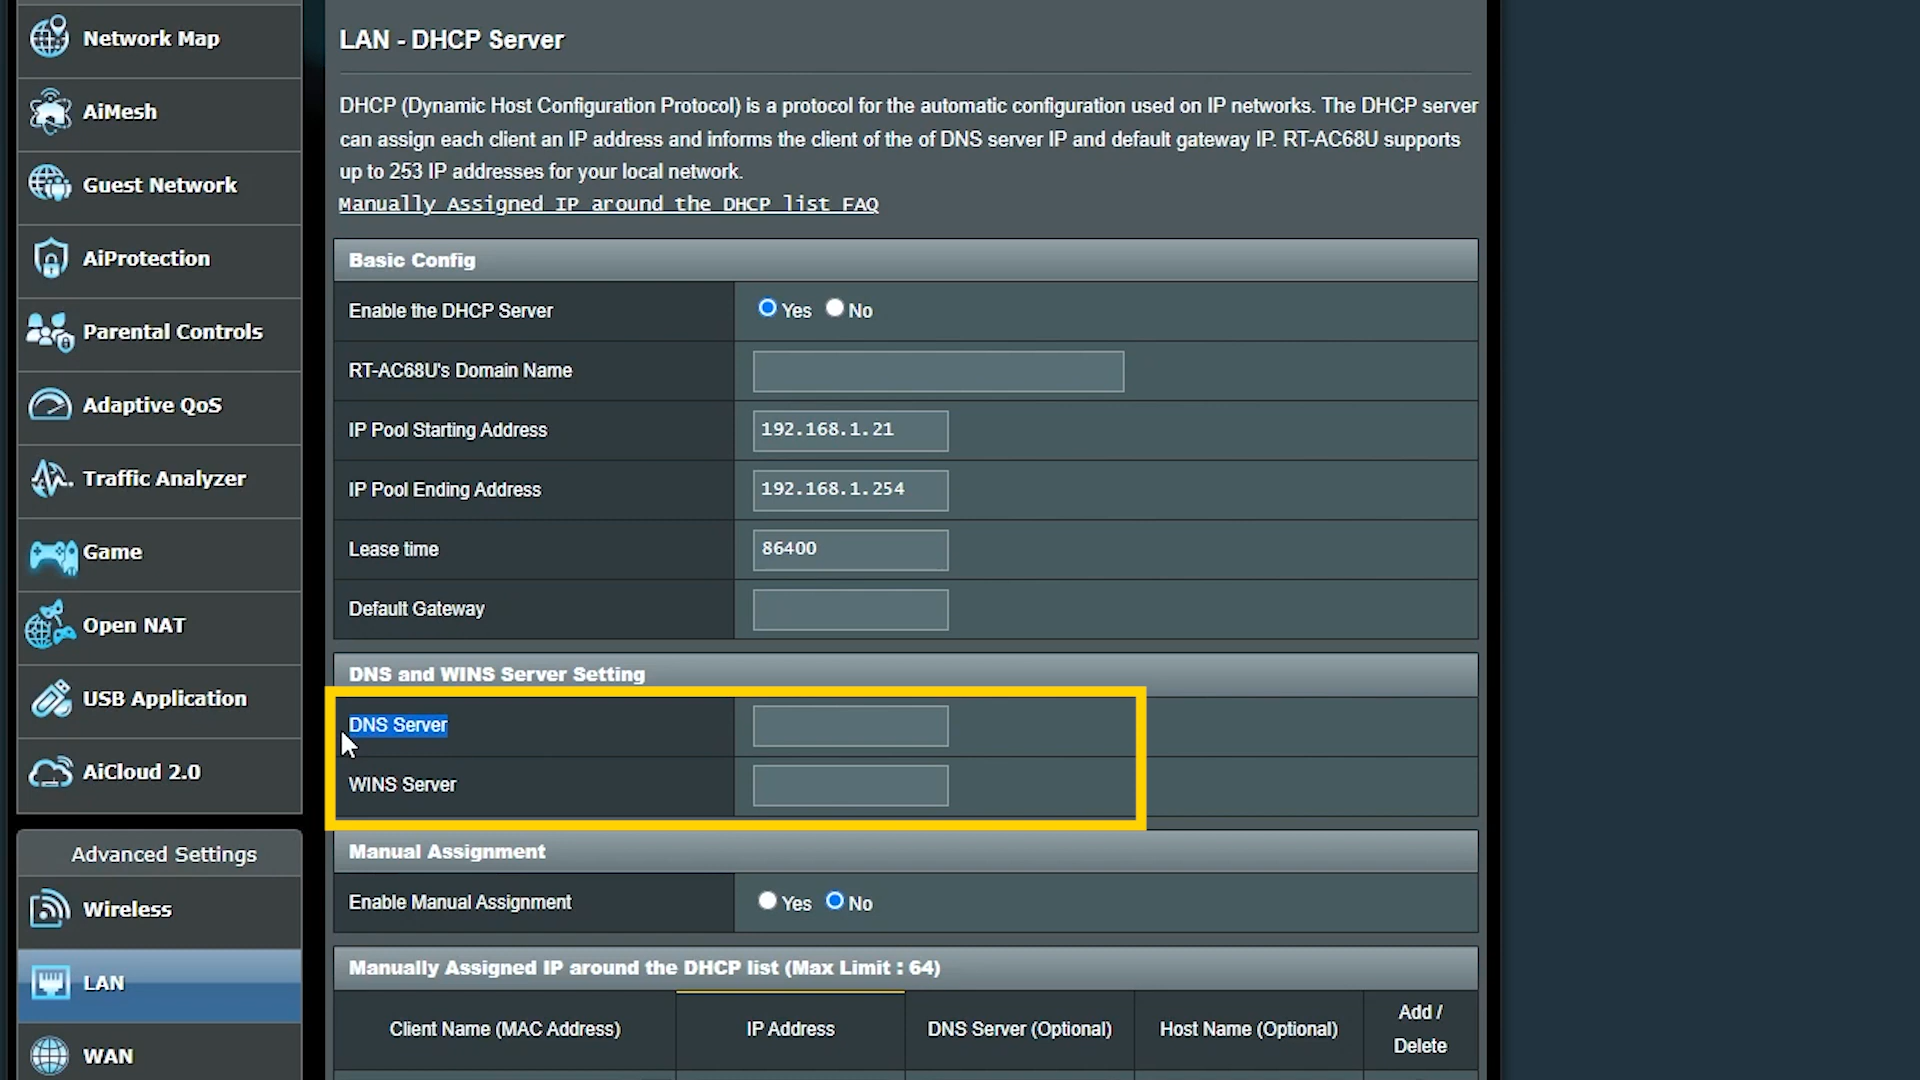 Network Map
AiMesh
Guest Network
AiProtection
Parental Controls
Adaptive QoS
Traffic Analyzer
Game
Open NAT
USB Application
AiCloud 2.0
Advanced Settings
Wireless
LAN
WAN
LAN - DHCP Server
DHCP (Dynamic Host Configuration Protocol) is a protocol for the automatic configuration used on IP networks. The DHCP server
can assign each client an IP address and informs the client of the of DNS server IP and default gateway IP. RT-AC68U supports
up to 253 IP addresses for your local network.
Manually Assigned IP around the DHCP list FAQ
Basic Config
Enable the DHCP Server Yes No
RT-AC68U's Domain Name
IP Pool Starting Address 192.168.1.21
IP Pool Ending Address 192.168.1.254
Lease time 86400
Default Gateway
DNS and WINS Server Setting
DNS Server
WINS Server
Manual Assignment
Enable Manual Assignment Yes No
Manually Assigned IP around the DHCP list (Max Limit : 64)
Client Name (MAC Address) IP Address DNS Server (Optional) Host Name (Optional) Add /
Delete